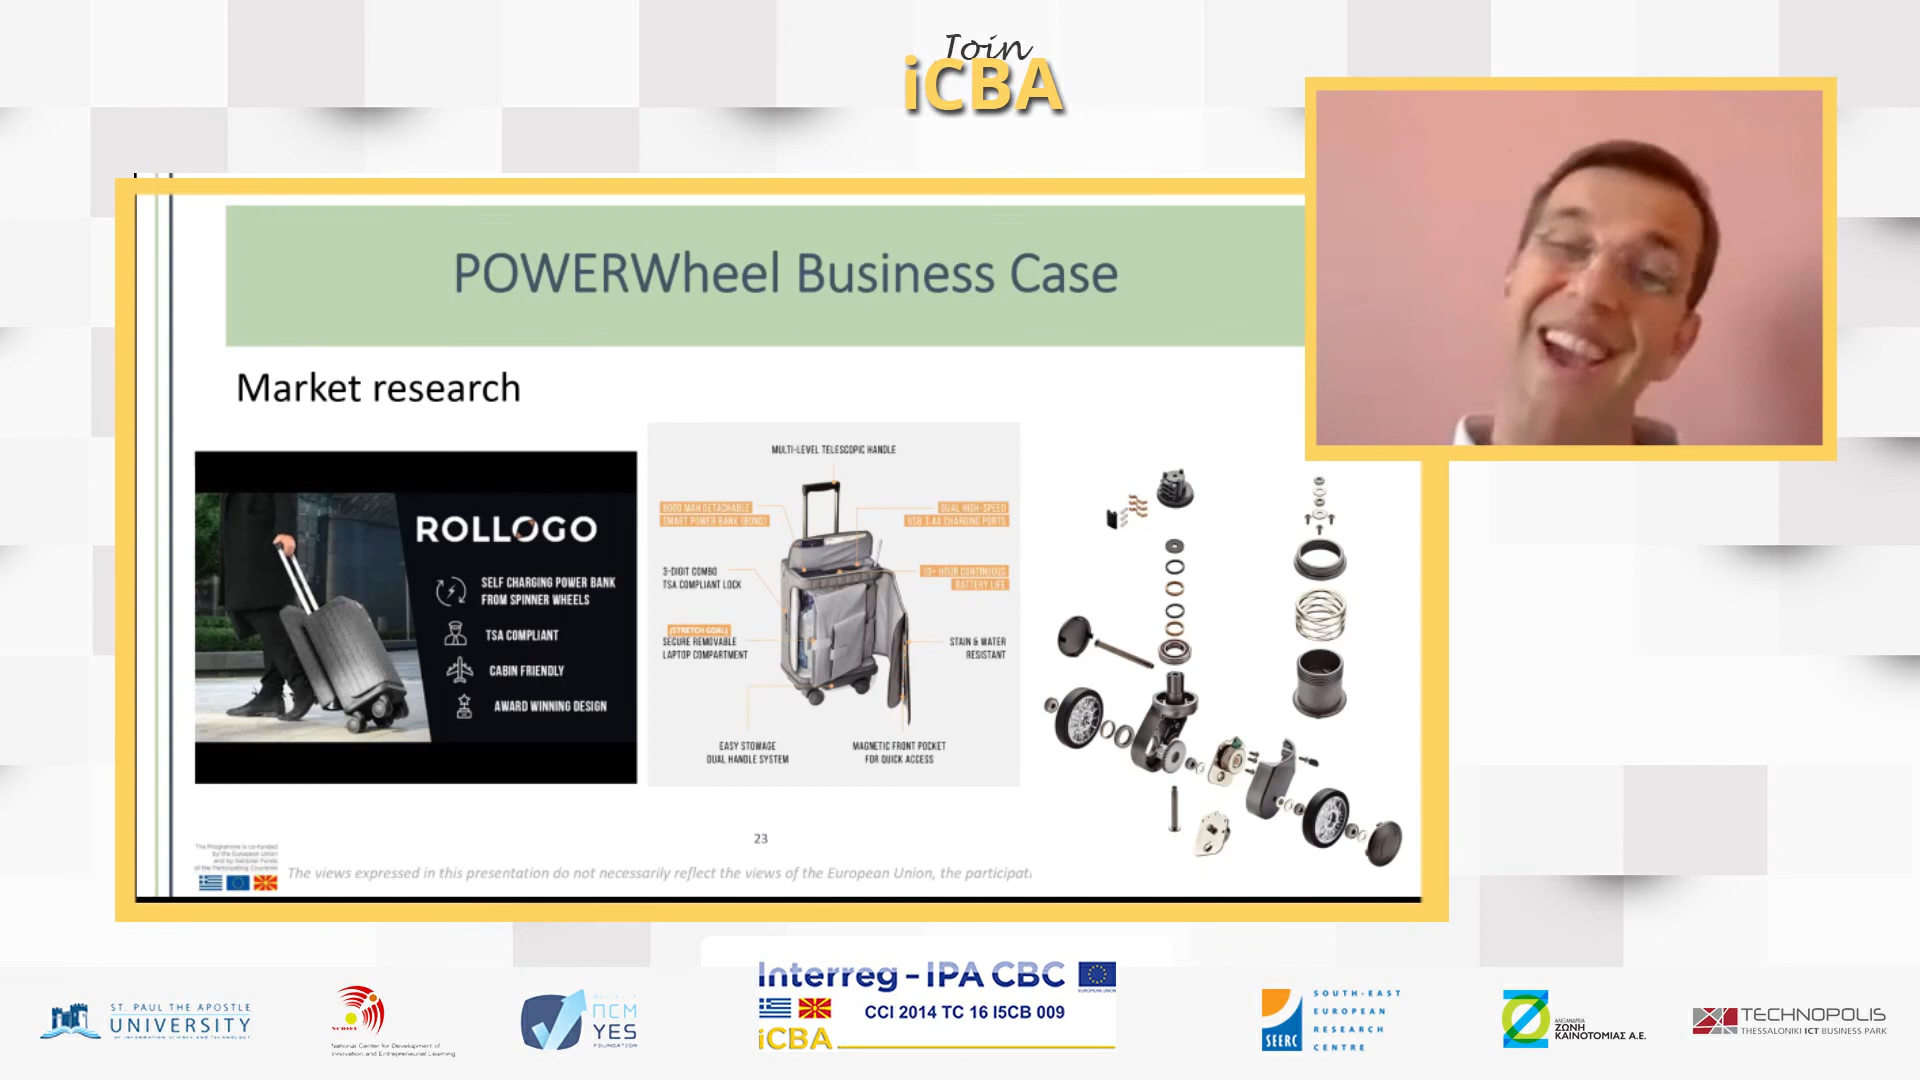 Join
iCBA
POWERWheel Business Case
Market research
ROLLOGO
SELF CHARGING POWER BANK
FROM SPINNER WHEELS
TSA COMPLIANT
CABIN FRIENDLY
AWARD WINNING DESIGN
MULTI-LEVEL TELESCOPIC HANDLE
8000 MAH DETACHABLE
SMART POWER BANK (BOND)
DUAL HIGH-SPEED
USB 3.4A CHARGING PORTS
3-DIGIT COMBO
TSA COMPLIANT LOCK
10+ HOUR CONTINUOUS
BATTERY LIFE
(STRETCH GOAL)
SECURE REMOVABLE
LAPTOP COMPARTMENT
STAIN & WATER
RESISTANT
EASY STOWAGE
DUAL HANDLE SYSTEM
MAGNETIC FRONT POCKET
FOR QUICK ACCESS
23
The Programme is co-funded
by the European Union
and by National Funds
of the Participating Countries
The views expressed in this presentation do not necessarily reflect the views of the European Union, the participati
ST. PAUL THE APOSTLE
UNIVERSITY
OF INFORMATION SCIENCE AND TECHNOLOGY
NCDIEL
National Center for Development of
Innovation and Entrepreneurial Learning
ПСМ
YES
FOUNDATION
Interreg - IPA CBC
EUROPEAN UNION
CCI 2014 TC 16 I5CB 009
iCBA
SEERC
SOUTH-EAST
EUROPEAN
RESEARCH
CENTRE
ΑΛΕΞΑΝΔΡΕΙΑ
ΖΩΝΗ
ΚΑΙΝΟΤΟΜΙΑΣ Α.Ε.
TECHNOPOLIS
THESSALONIKI ICT BUSINESS PARK